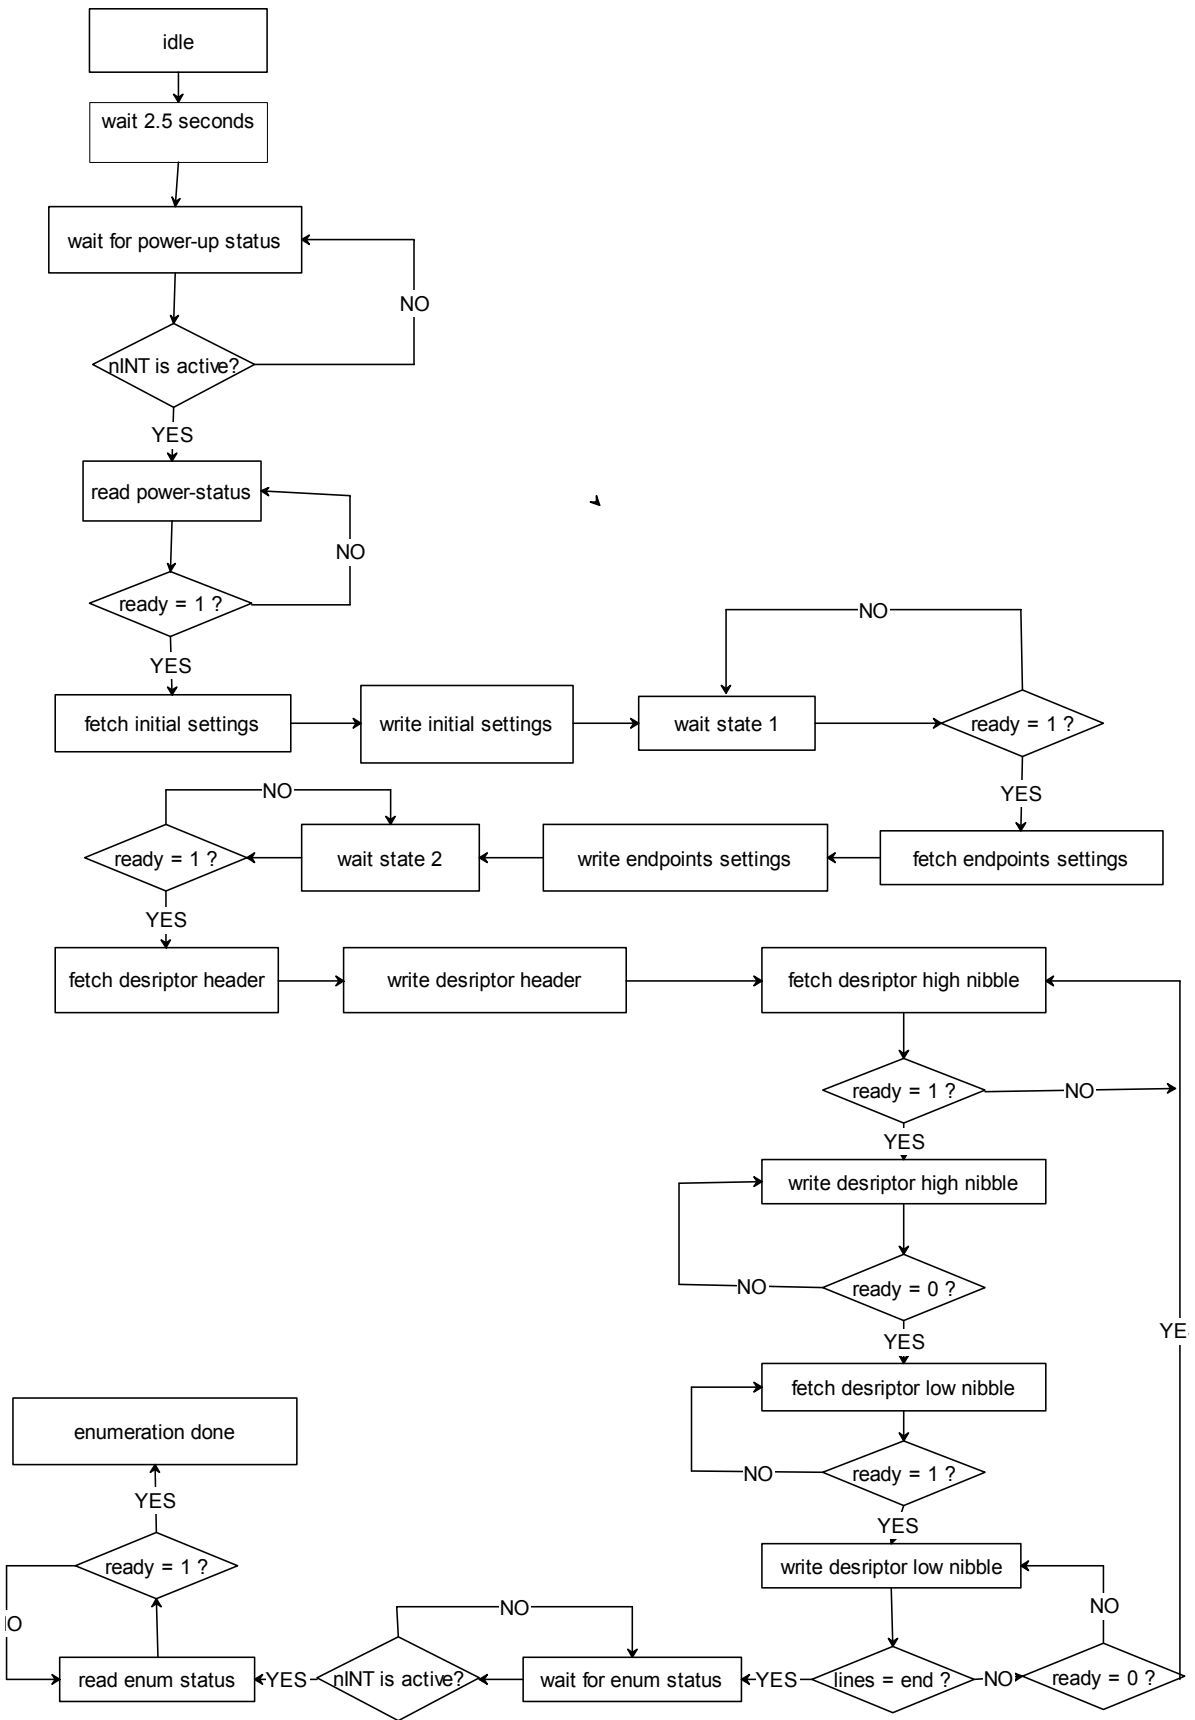 idle
wait 2.5 seconds
wait for power-up status
NO
nINT is active?
YES
read power-status
NO
ready = 1 ?
YES
NO
fetch initial settings
write initial settings
wait state 1
ready = 1 ?
YES
NO
ready = 1 ?
wait state 2
write endpoints settings
fetch endpoints settings
YES
fetch desriptor header
write desriptor header
fetch desriptor high nibble
ready = 1 ?
NO
YES
write desriptor high nibble
NO
ready = 0 ?
YES
YE
fetch desriptor low nibble
NO
ready = 1 ?
YES
write desriptor low nibble
NO
enumeration done
YES
ready = 1 ?
NO
read enum status
YES
nINT is active?
wait for enum status
YES
lines = end ?
NO
ready = 0 ?